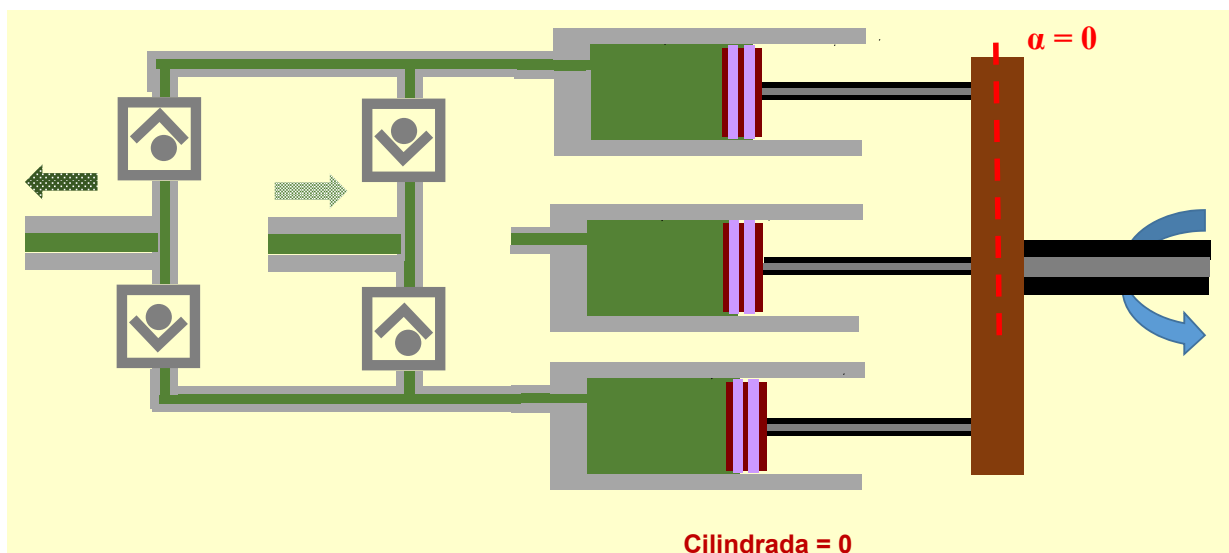 α = 0
Cilindrada = 0